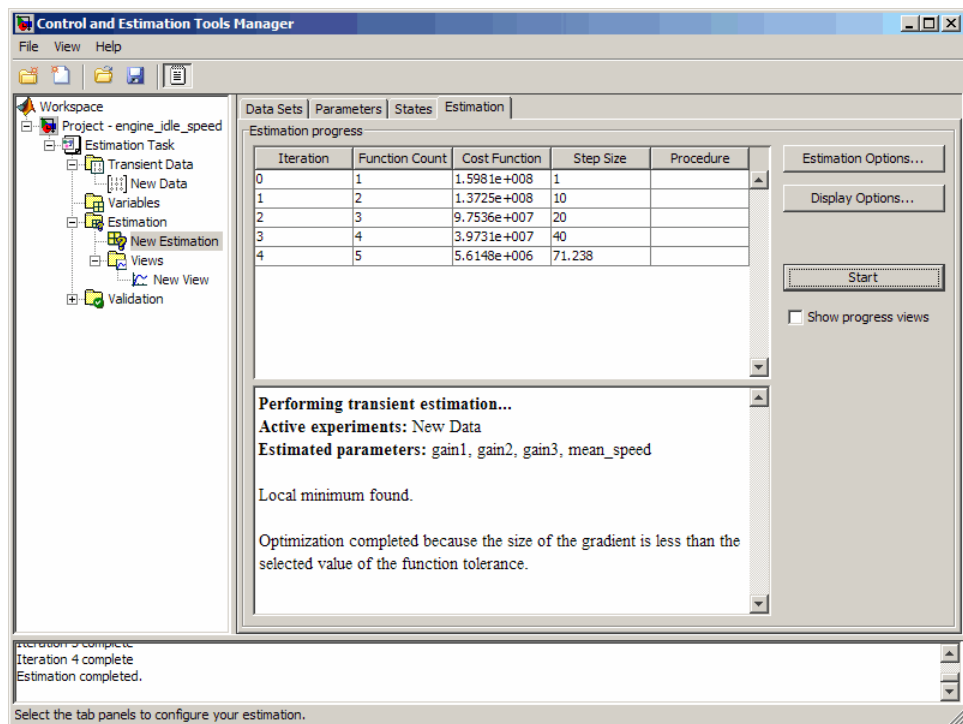 Control and Estimation Tools Manager
File View Help
Workspace
Project - engine_idle_speed
Estimation Task
Transient Data
New Data
Variables
Estimation
New Estimation
Views
New View
Validation
Data Sets Parameters States Estimation
Estimation progress
Iteration Function Count Cost Function Step Size Procedure
0 1 1.5981e+008 1
1 2 1.3725e+008 10
2 3 9.7536e+007 20
3 4 3.9731e+007 40
4 5 5.6148e+006 71.238
Estimation Options...
Display Options...
Start
Show progress views
Performing transient estimation...
Active experiments: New Data
Estimated parameters: gain1, gain2, gain3, mean_speed
Local minimum found.
Optimization completed because the size of the gradient is less than the
selected value of the function tolerance.
Iteration 3 complete
Iteration 4 complete
Estimation completed.
Select the tab panels to configure your estimation.